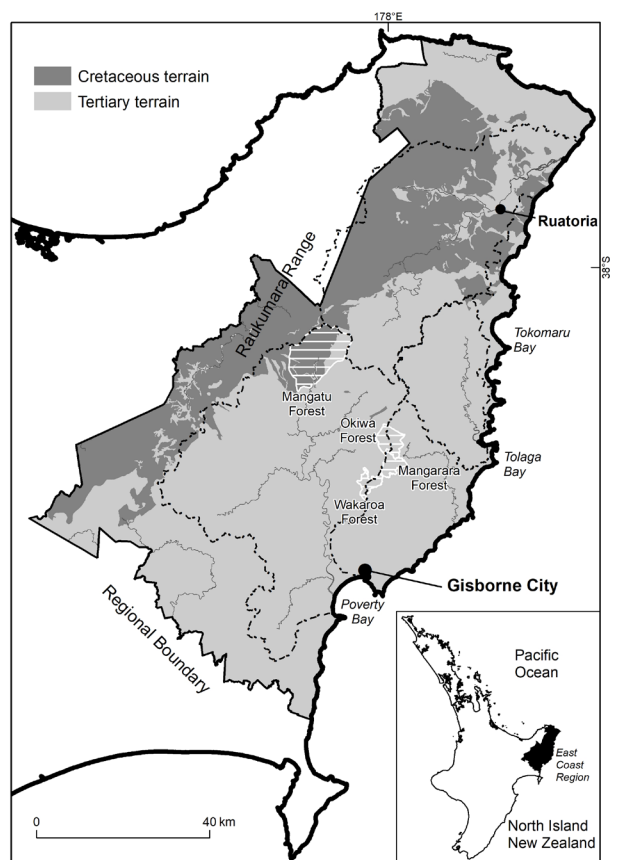 178°E
Cretaceous terrain
Tertiary terrain
Ruatoria
38°S
Raukumara Range
Tokomaru
Bay
Mangatu
Forest
Okiwa
Forest
Tolaga
Bay
Mangarara
Forest
Wakaroa
Forest
Gisborne City
Poverty
Bay
Regional Boundary
Pacific
Ocean
East
Coast
Region
North Island
New Zealand
0
40 km